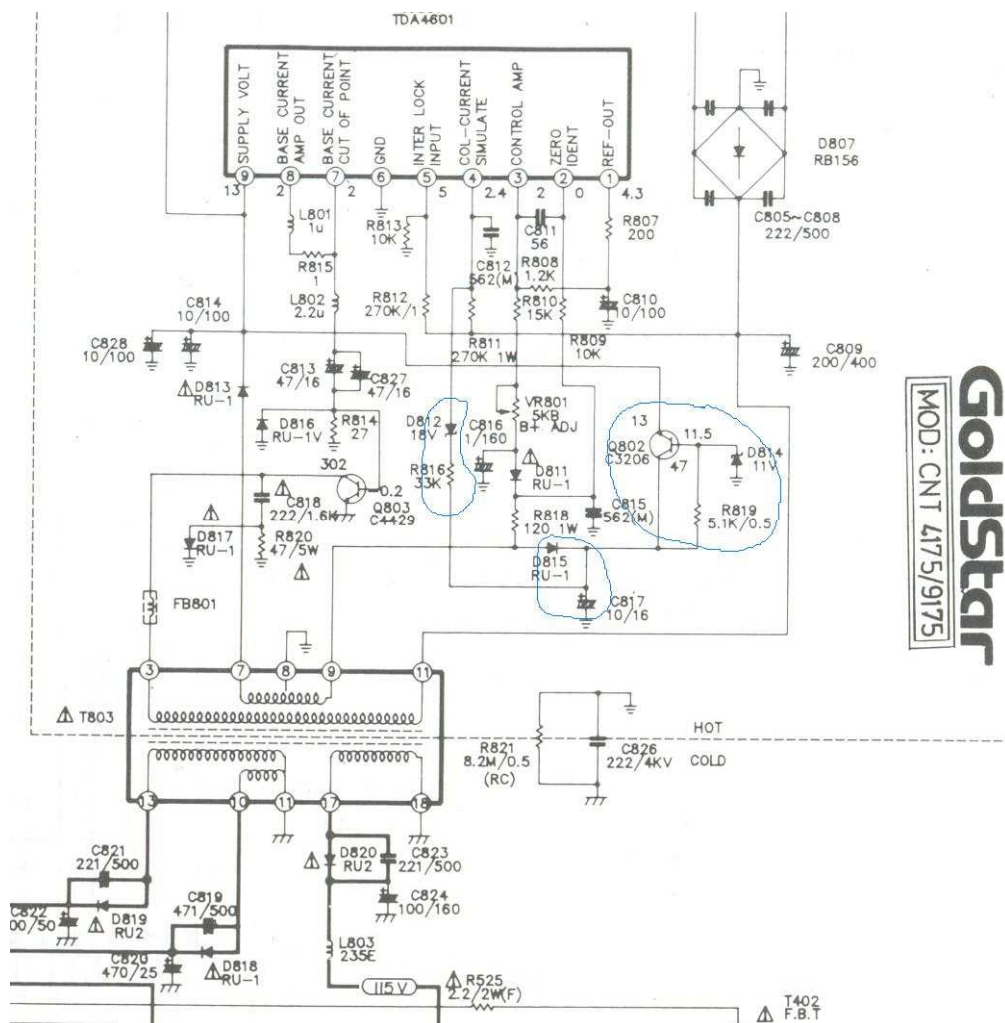 TDA4601
SUPPLY VOLT
BASE CURRENT
AMP OUT
BASE CURRENT
CUT OF POINT
GND
INTER LOCK
INPUT
COL-CURRENT
SIMULATE
CONTROL AMP
ZERO
IDENT
REF-OUT
9 8 7 6 5 4 3 2 1
13 2 2 5 2.4 2 0 4.3
D807
RB156
C805~C808
222/500
L801
1u
R815
1
L802
2.2u
R813
10K
R812
270K/1
C812
562(M)
C811
56
R808
1.2K
R810
15K
R807
200
C810
10/100
R811
270K 1W
R809
10K
C809
200/400
C814
10/100
C828
10/100
D813
RU-1
C813
47/16
C827
47/16
D816
RU-1V
R814
27
D812
18V
C816
1/160
VR801
5KB
B+ ADJ
R816
33K
D811
RU-1
R818
120 1W
C815
562(M)
13
11.5
Q802
C3206
47
D814
11V
R819
5.1K/0.5
302
0.2
Q803
C4429
C818
222/1.6K
D817
RU-1
R820
47/5W
D815
RU-1
C817
10/16
FB801
GoldStar
MOD: CNT 4175/9175
3 7 8 9 11
T803
13 10 11 17 18
R821
8.2M/0.5
(RC)
C826
222/4KV
HOT
COLD
C821
221/500
C822
00/50
D819
RU2
C819
471/500
C820
470/25
D818
RU-1
D820
RU2
C823
221/500
C824
100/160
L803
235E
115V
R525
2.2/2W(F)
T402
F.B.T